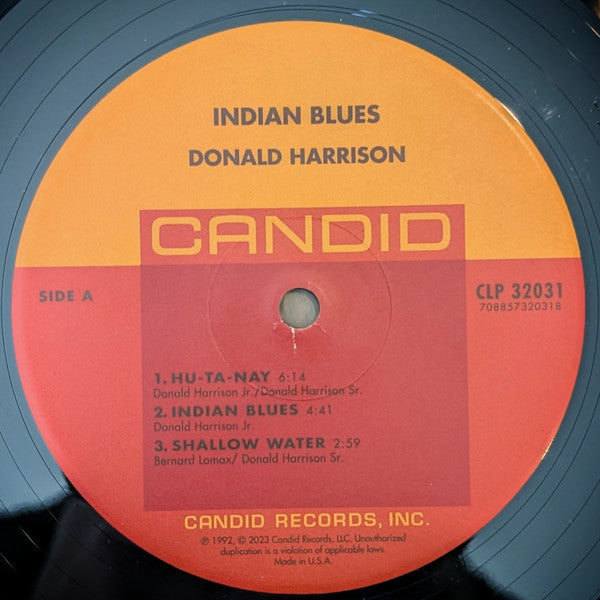 INDIAN BLUES
DONALD HARRISON
CANDID
SIDE A
CLP 32031
708857320318
1. HU-TA-NAY 6:14
Donald Harrison Jr./Donald Harrison Sr.
2. INDIAN BLUES 4:41
Donald Harrison Jr.
3. SHALLOW WATER 2:59
Bernard Lomax/ Donald Harrison Sr.
CANDID RECORDS, INC.
℗ 1992, © 2023 Candid Records, LLC. Unauthorized
duplication is a violation of applicable laws.
Made in U.S.A.